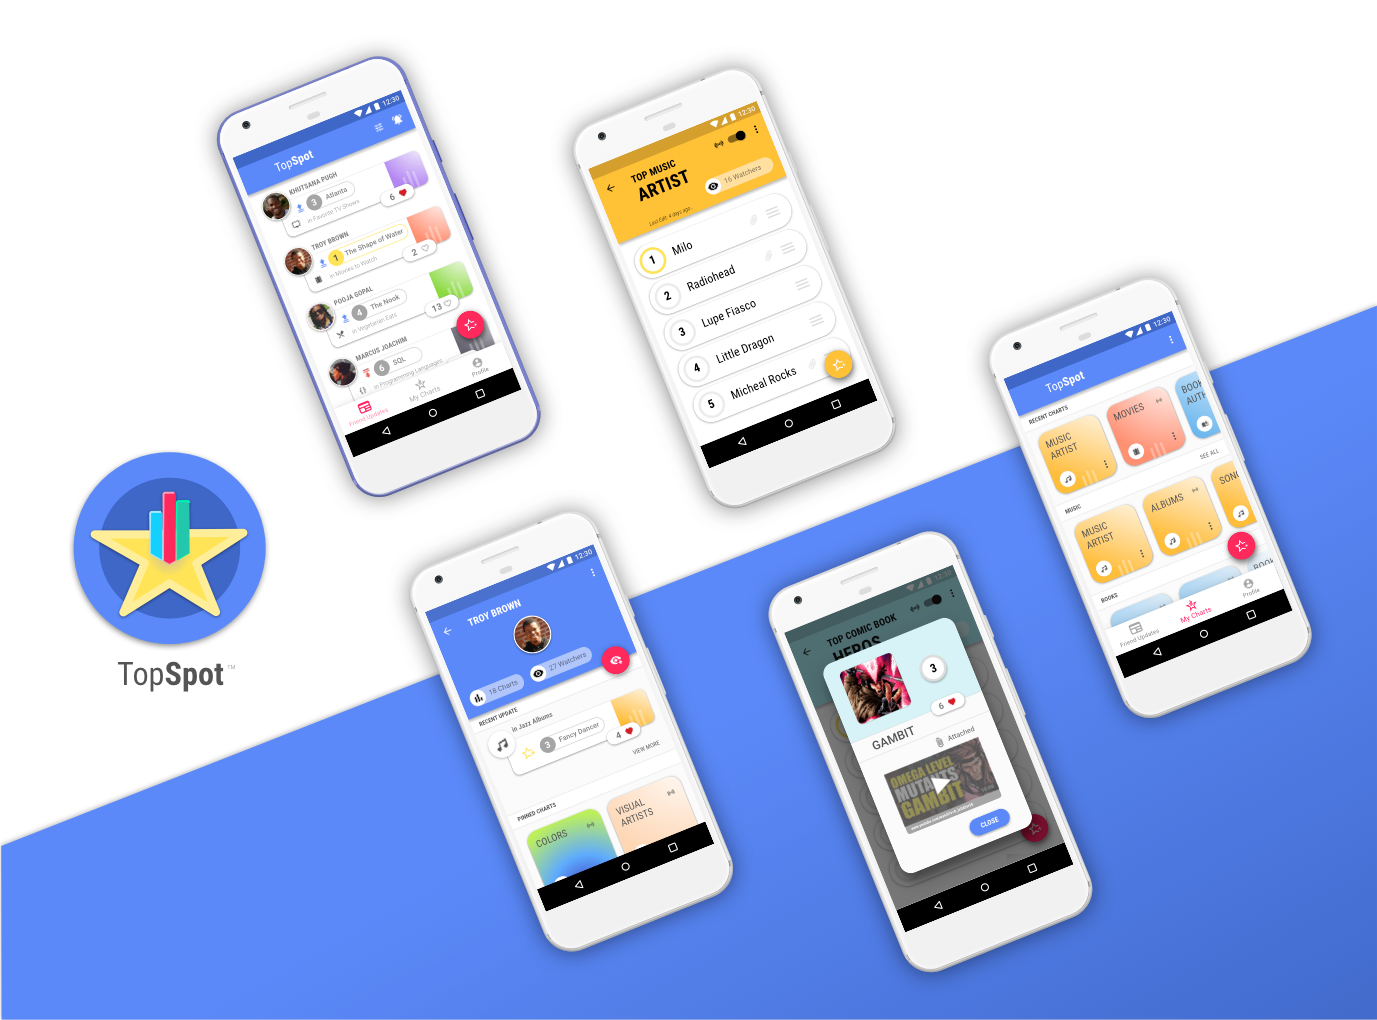 12:30
TopSpot
KHUTSANA PUGH
3 Atlanta
in Favorite TV Shows
6
TROY BROWN
1 The Shape of Water
in Movies to Watch
2
POOJA GOPAL
4 The Nook
in Vegetarian Eats
13
MARCUS JOACHIM
6 SQL
in Programming Languages
Friend Updates
My Charts
Profile
12:30
TOP MUSIC
ARTIST
16 Watchers
Last Edit: 4 days ago.
1 Milo
2 Radiohead
3 Lupe Fiasco
4 Little Dragon
5 Micheal Rocks
12:30
TopSpot
RECENT CHARTS
MUSIC
ARTIST
MOVIES
BOOK
AUTH
SEE ALL
MUSIC
MUSIC
ARTIST
ALBUMS
SONG
BOOKS
BOOK
Friend Updates
My Charts
Profile
TopSpot™
12:30
TROY BROWN
18 Charts
27 Watchers
RECENT UPDATE
in Jazz Albums
3 Fancy Dancer
4
VIEW MORE
PINNED CHARTS
COLORS
VISUAL
ARTISTS
12:30
TOP COMIC BOOK
HEROS
3
6
GAMBIT
Attached
OMEGA LEVEL
MUTANTS
GAMBIT
CLOSE